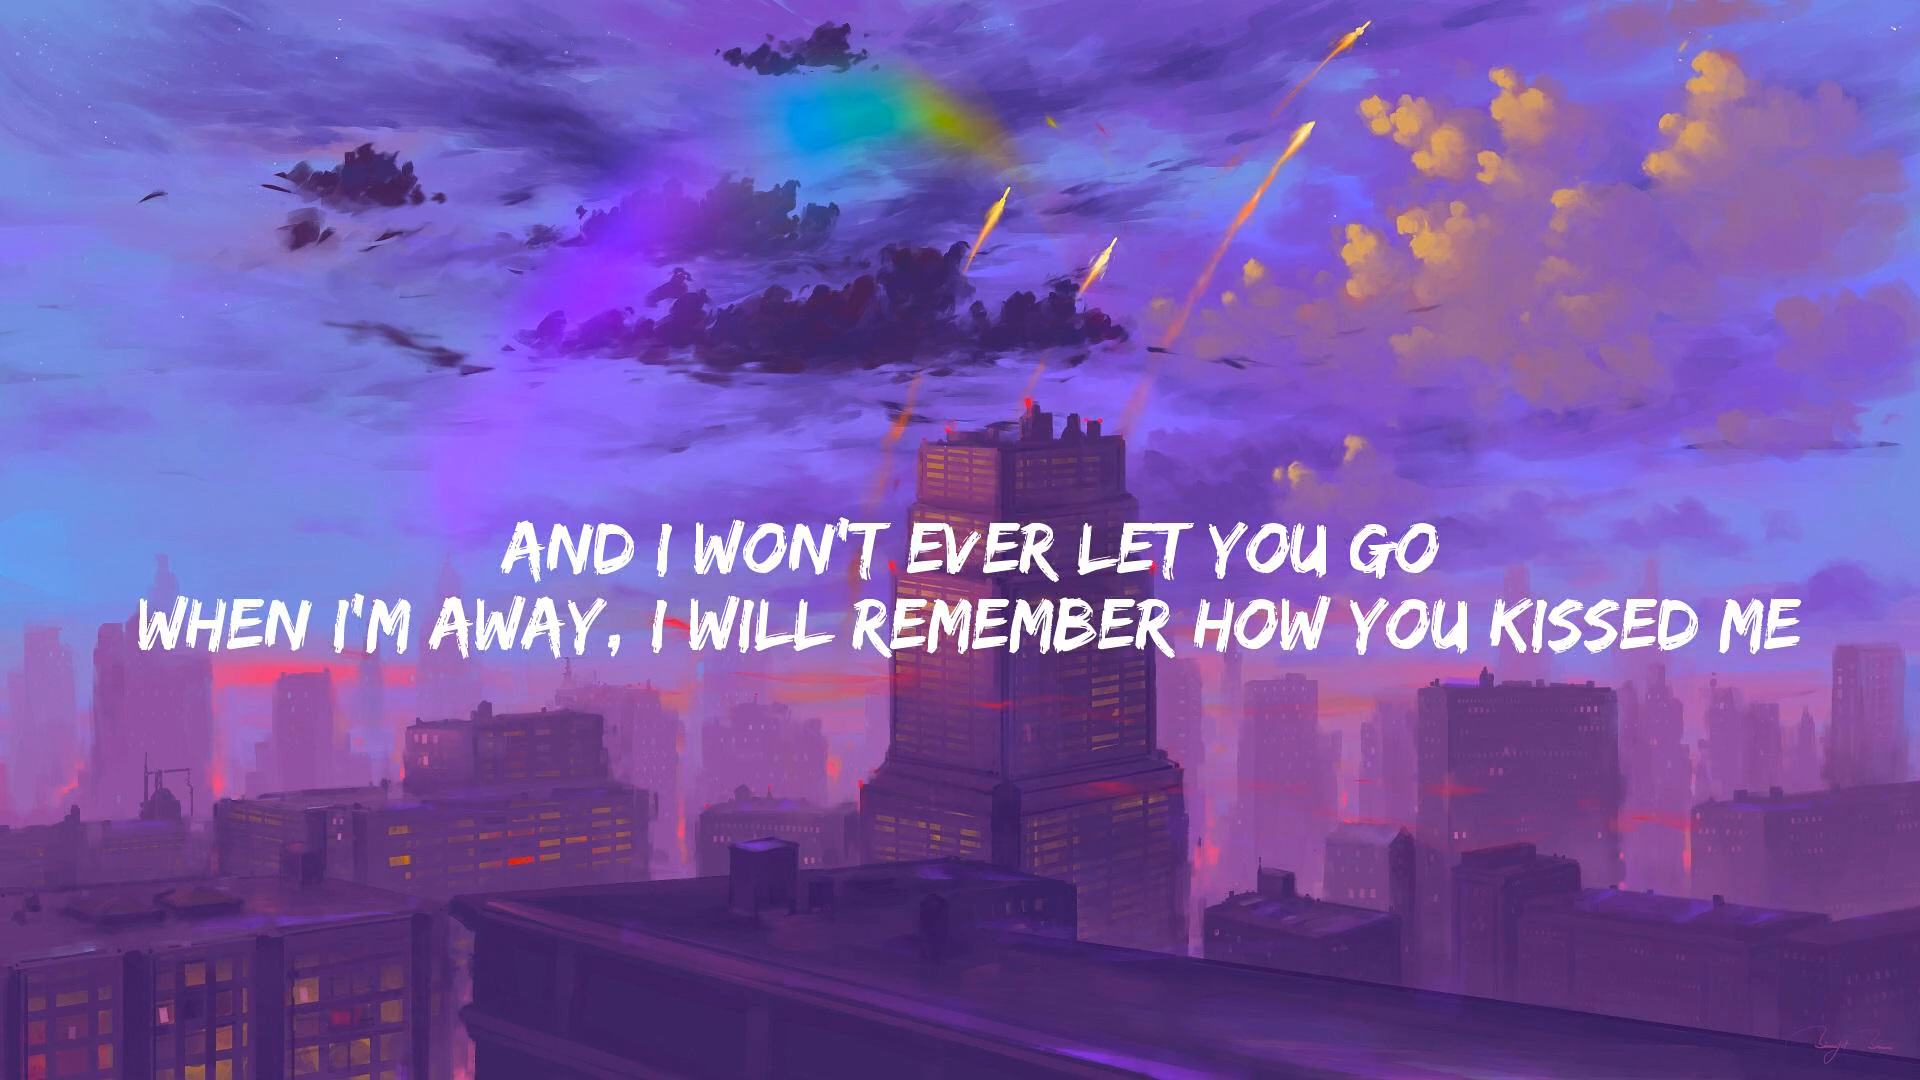 AND I WON'T EVER LET YOU GO
WHEN I'M AWAY, I WILL REMEMBER HOW YOU KISSED ME